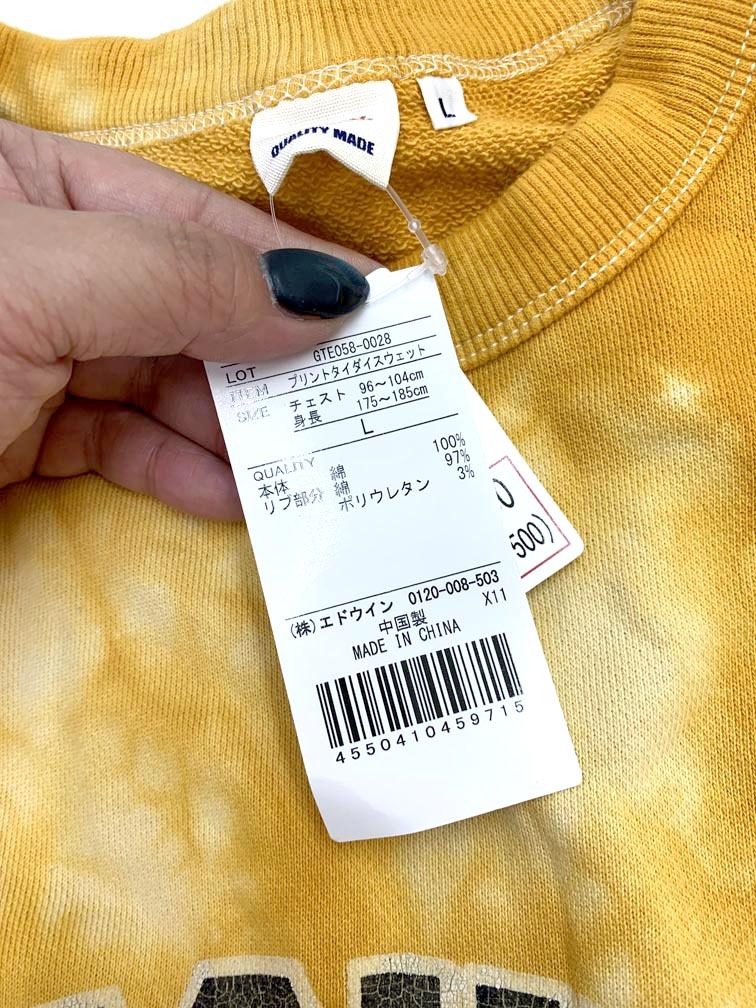 QUALITY MADE
L
LOT GTE058-0028
ITEM プリントタイダイスウェット
SIZE チェスト 96～104cm
身長 175～185cm
L
QUALITY
本体 綿 100%
リブ部分 綿 97%
ポリウレタン 3%
(株)エドウイン 0120-008-503
中国製 X11
MADE IN CHINA
4550410459715
500)